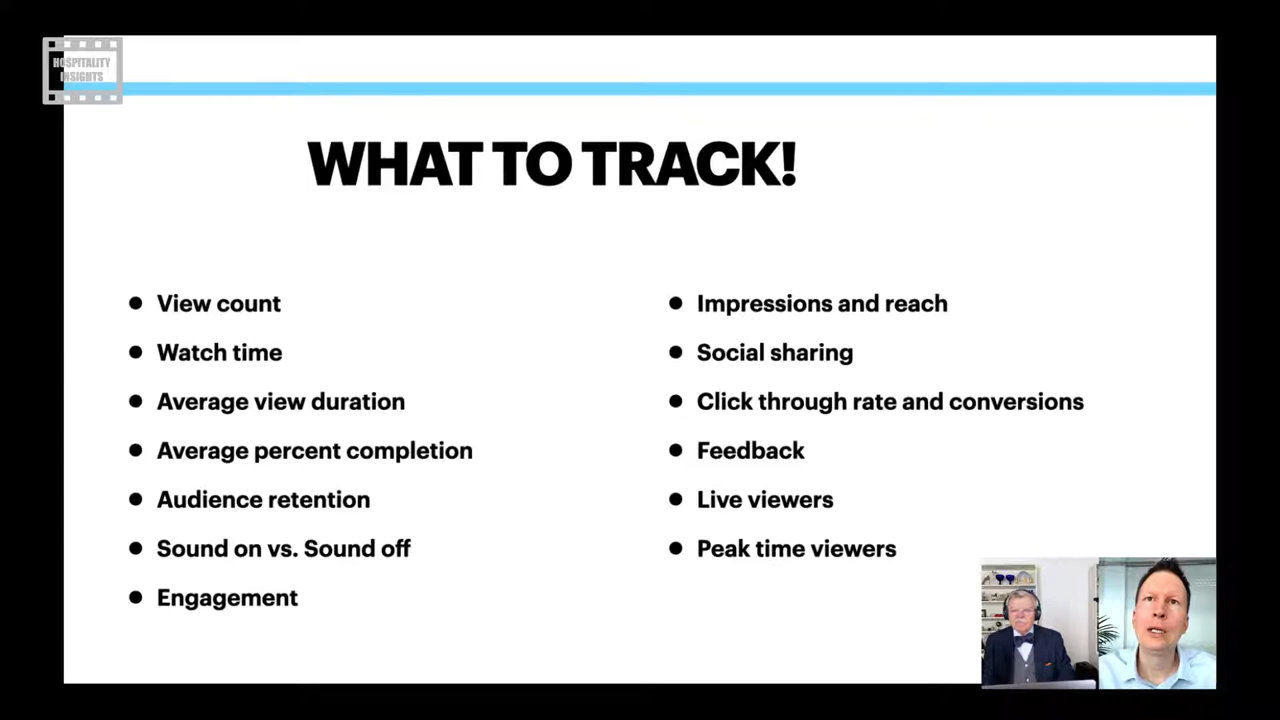 HOSPITALITY
INSIGHTS
WHAT TO TRACK!
View count
Watch time
Average view duration
Average percent completion
Audience retention
Sound on vs. Sound off
Engagement
Impressions and reach
Social sharing
Click through rate and conversions
Feedback
Live viewers
Peak time viewers